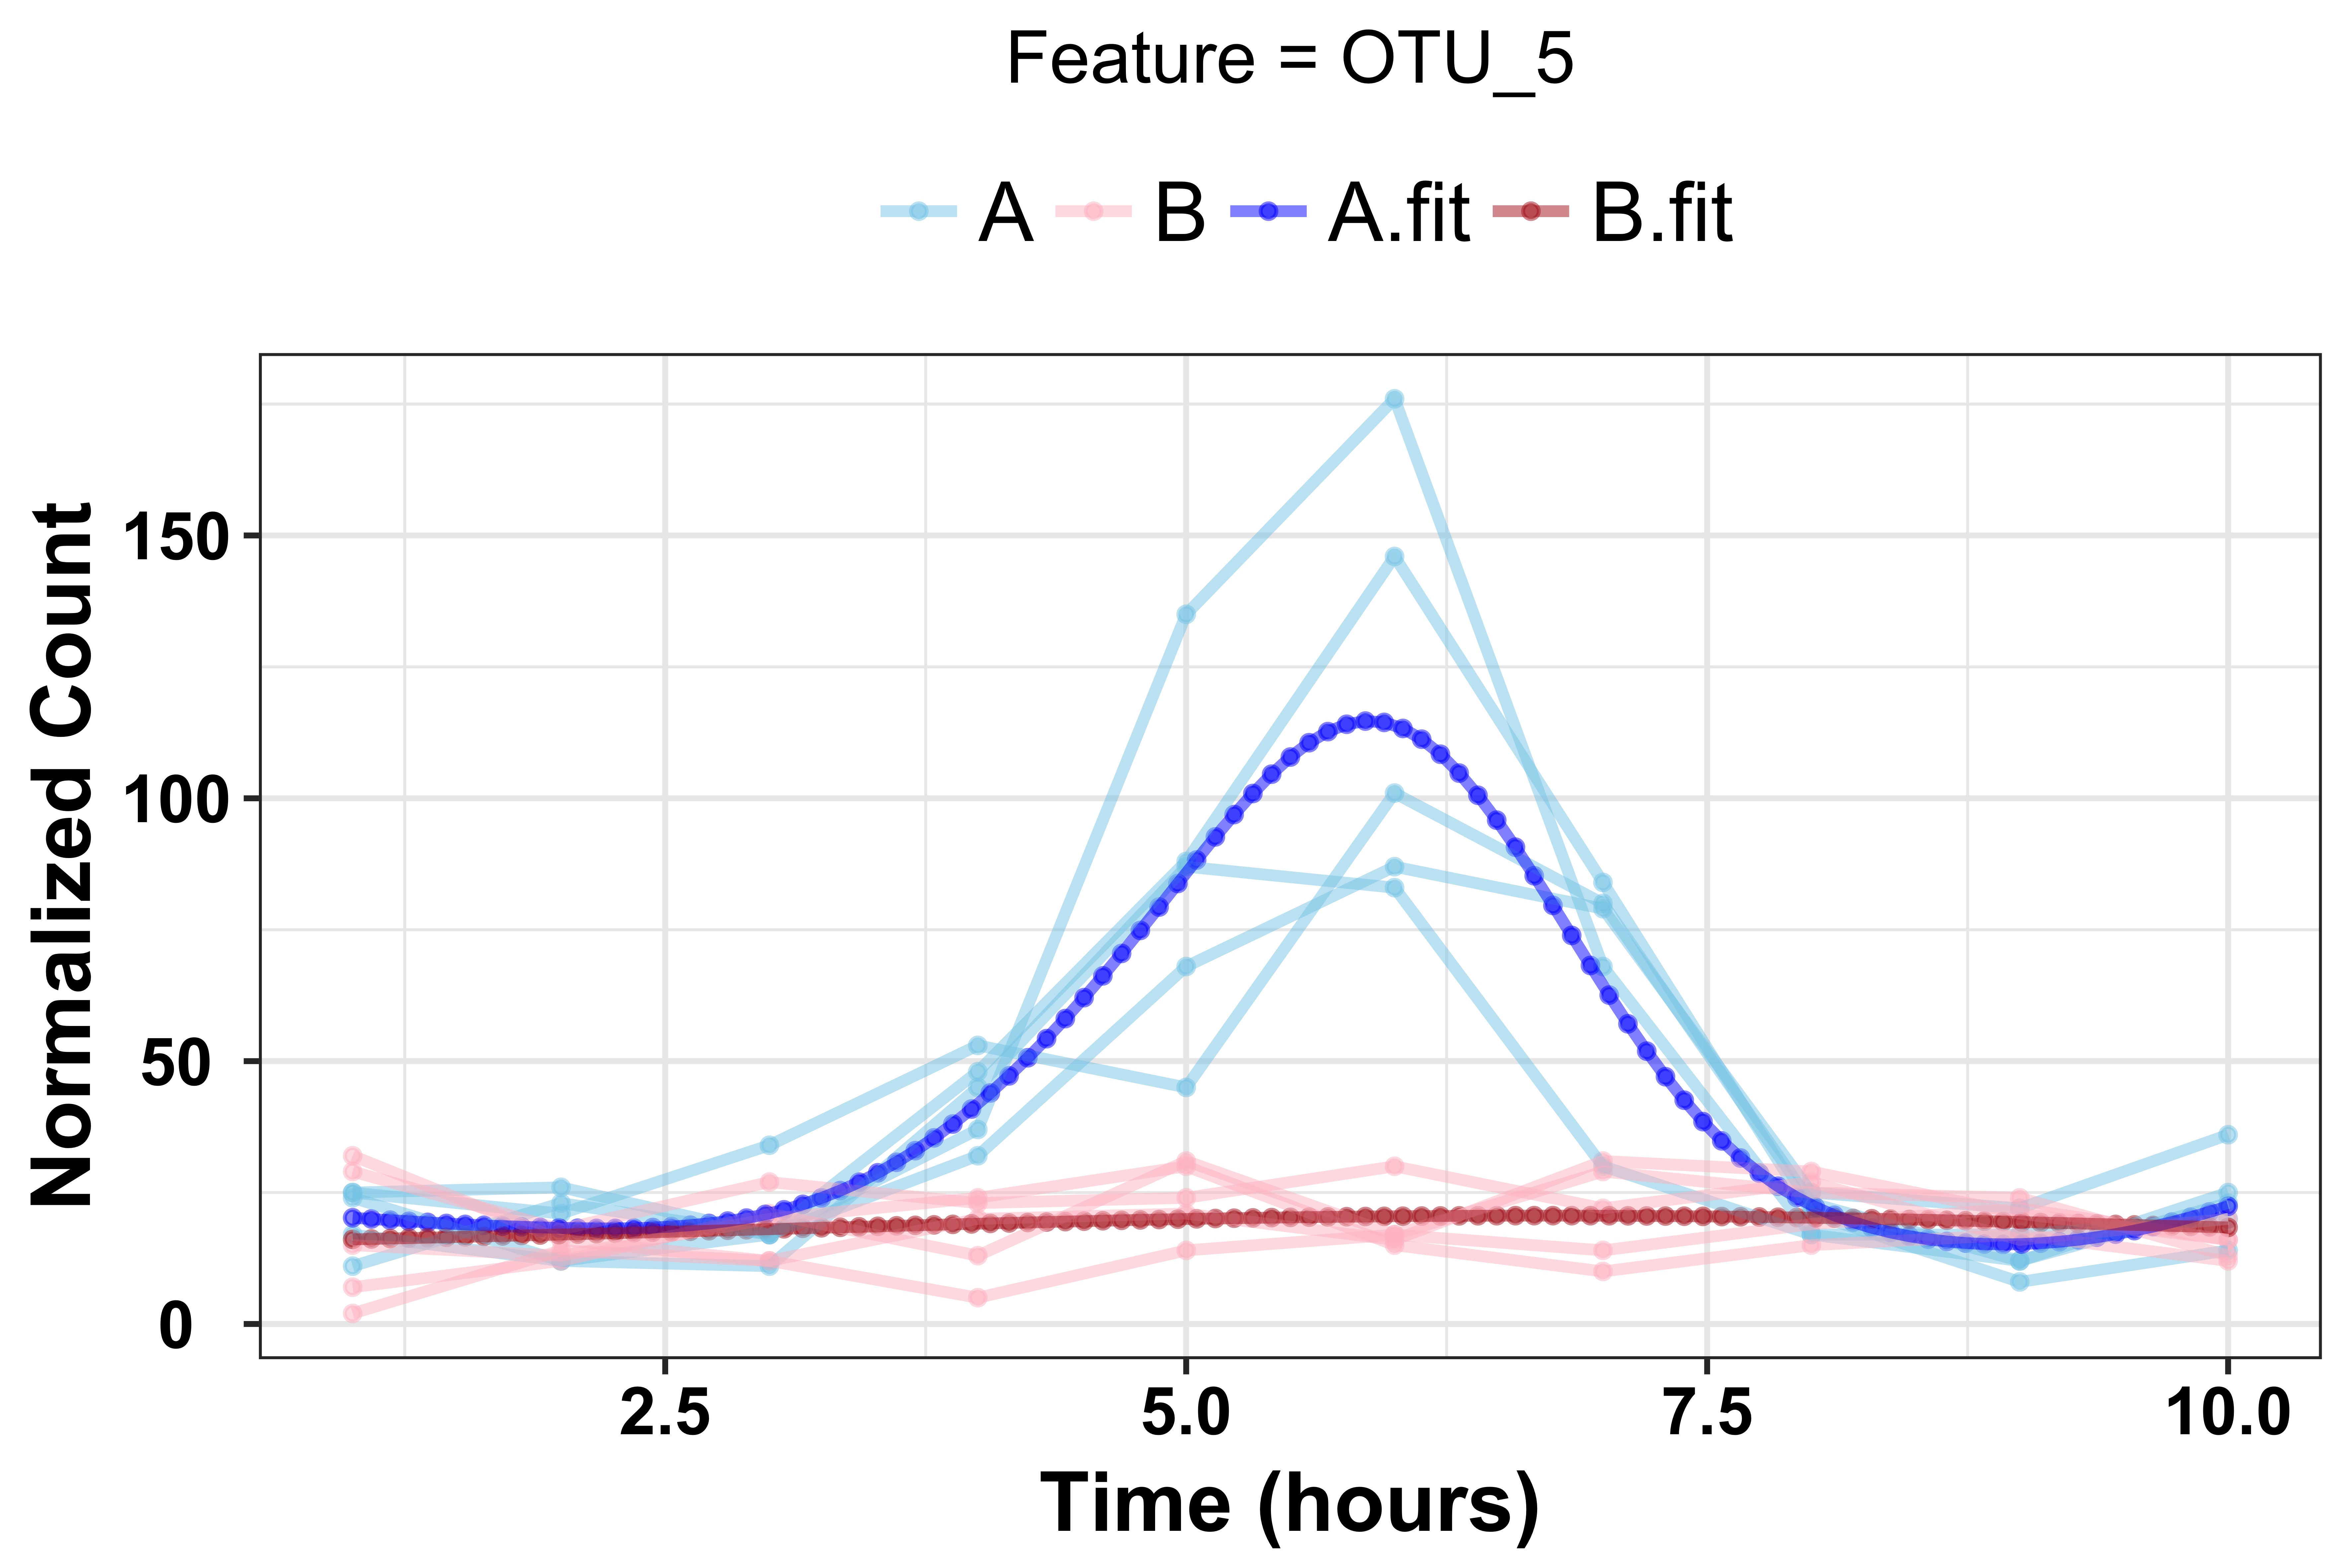 Feature = OTU_5
A B A.fit B.fit
Normalized Count
150
100
50
0
2.5 5.0 7.5 10.0
Time (hours)